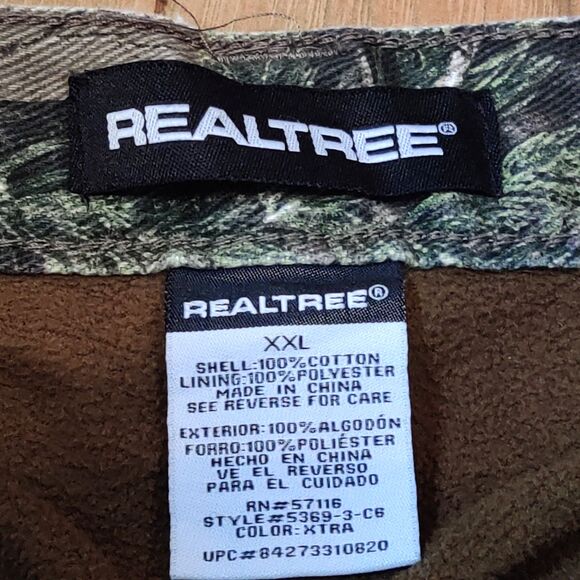 REALTREE®
REALTREE®
XXL
SHELL:100%COTTON
LINING:100%POLYESTER
MADE IN CHINA
SEE REVERSE FOR CARE
EXTERIOR:100%ALGODÓN
FORRO:100%POLIÉSTER
HECHO EN CHINA
VE EL REVERSO
PARA EL CUIDADO
RN#57116
STYLE#5369-3-C6
COLOR:XTRA
UPC#84273310820